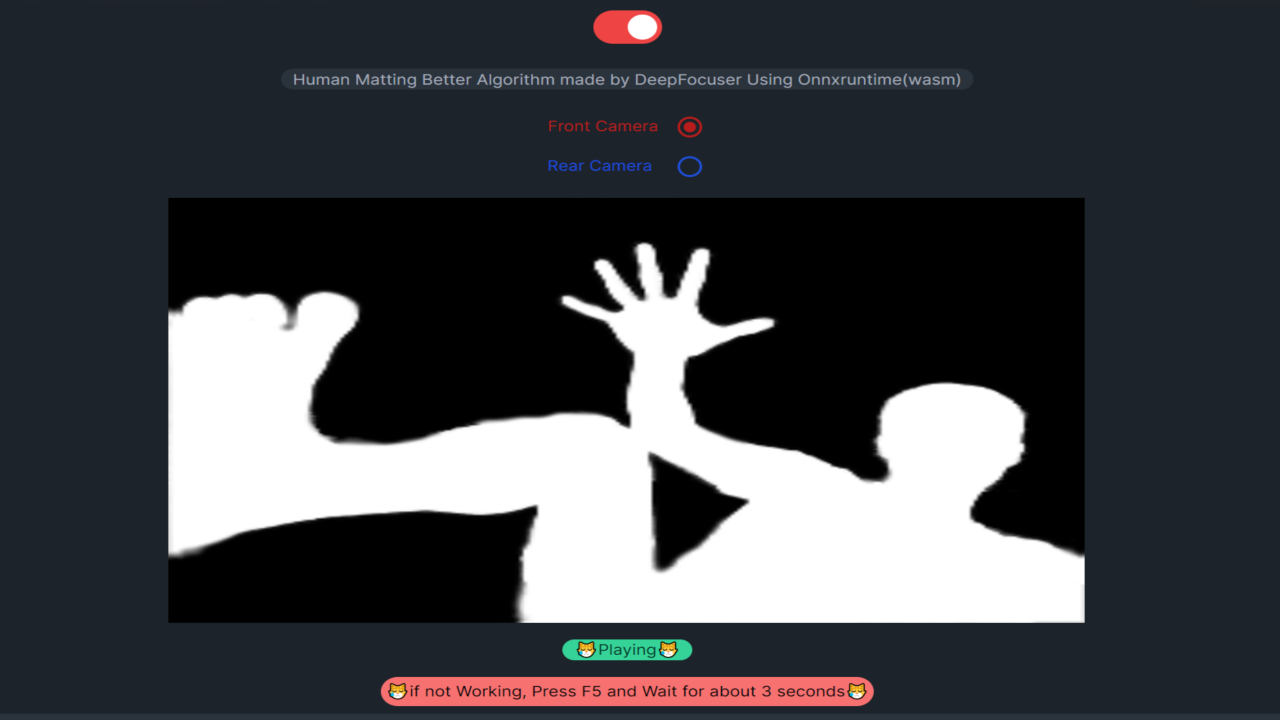 Human Matting Better Algorithm made by DeepFocuser Using Onnxruntime(wasm)
Front Camera
Rear Camera
Playing
if not Working, Press F5 and Wait for about 3 seconds